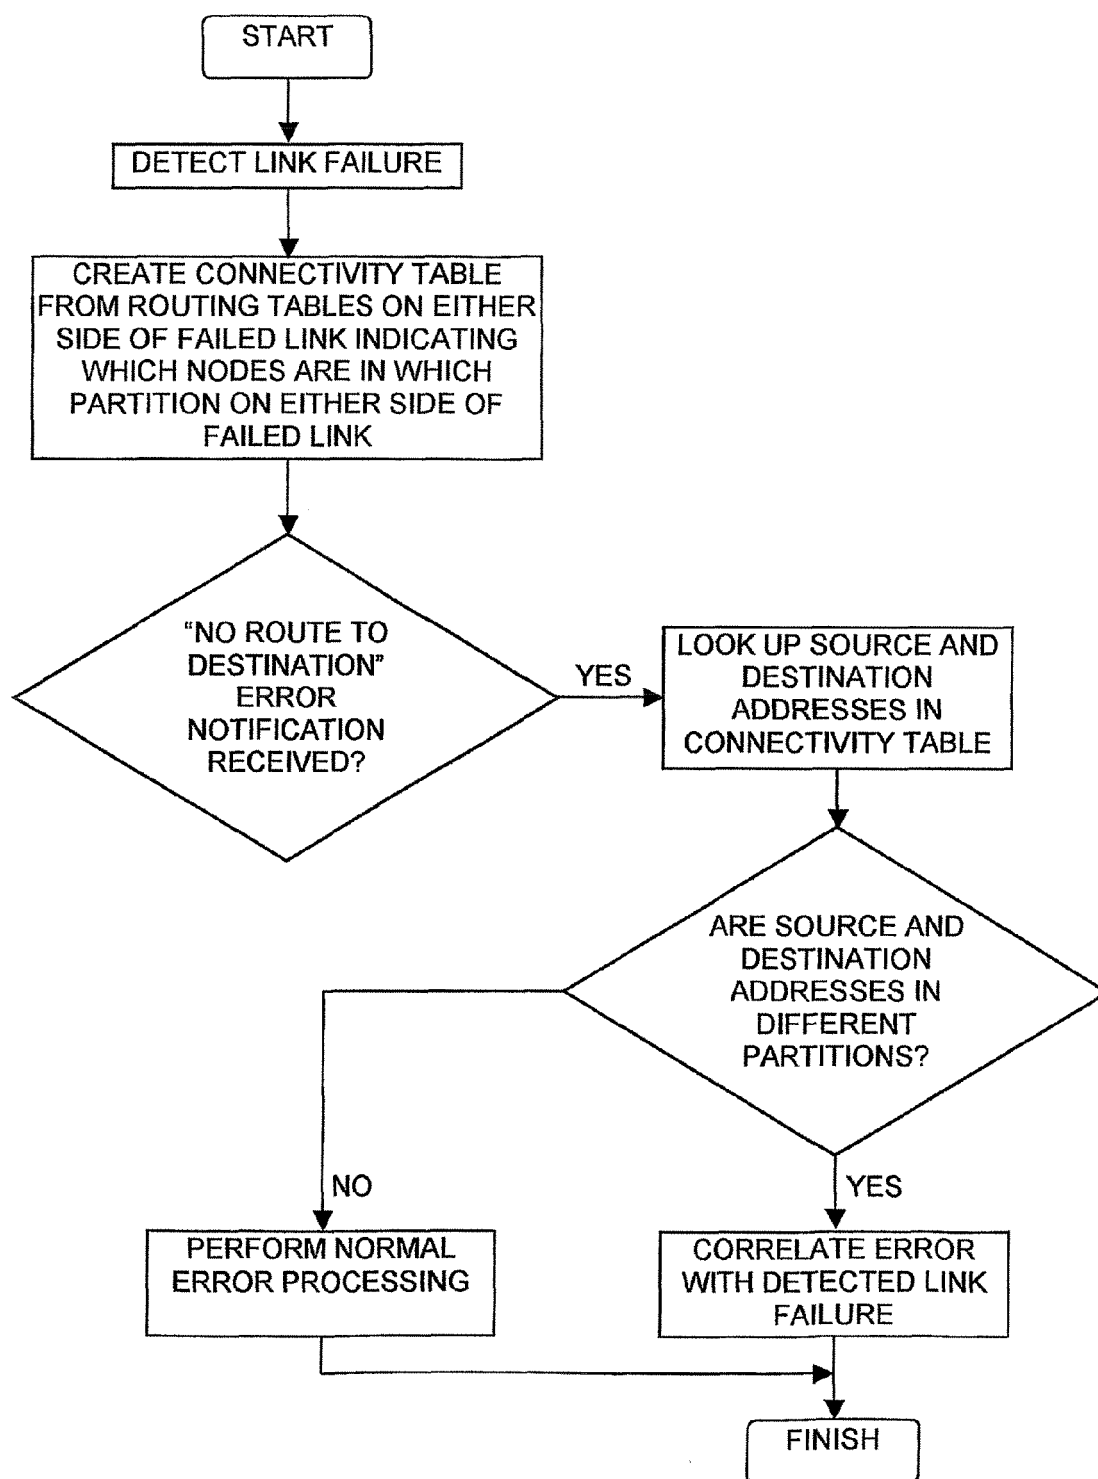 START
DETECT LINK FAILURE
CREATE CONNECTIVITY TABLE
FROM ROUTING TABLES ON EITHER
SIDE OF FAILED LINK INDICATING
WHICH NODES ARE IN WHICH
PARTITION ON EITHER SIDE OF
FAILED LINK
"NO ROUTE TO
DESTINATION"
ERROR
NOTIFICATION
RECEIVED?
YES
LOOK UP SOURCE AND
DESTINATION
ADDRESSES IN
CONNECTIVITY TABLE
ARE SOURCE AND
DESTINATION
ADDRESSES IN
DIFFERENT
PARTITIONS?
NO
YES
PERFORM NORMAL
ERROR PROCESSING
CORRELATE ERROR
WITH DETECTED LINK
FAILURE
FINISH